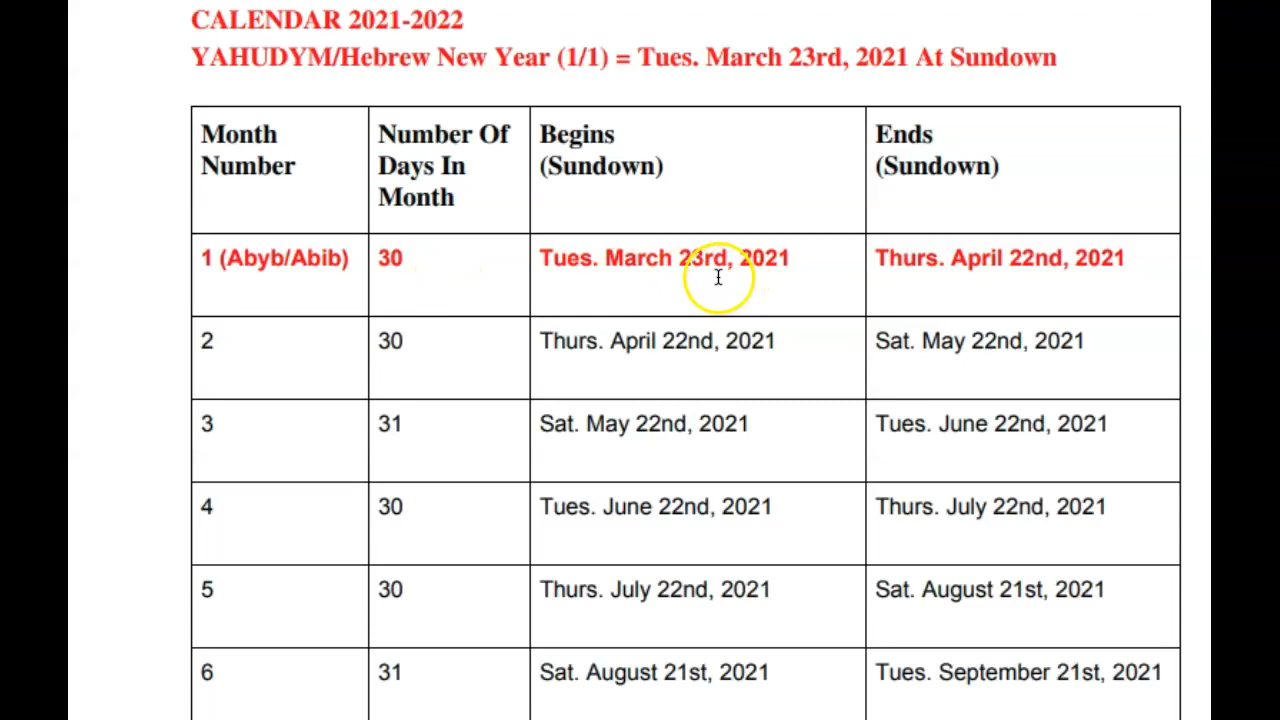 CALENDAR 2021-2022
YAHUDYM/Hebrew New Year (1/1) = Tues. March 23rd, 2021 At Sundown
Month Number | Number Of Days In Month | Begins (Sundown) | Ends (Sundown)
1 (Abyb/Abib) | 30 | Tues. March 23rd, 2021 | Thurs. April 22nd, 2021
2 | 30 | Thurs. April 22nd, 2021 | Sat. May 22nd, 2021
3 | 31 | Sat. May 22nd, 2021 | Tues. June 22nd, 2021
4 | 30 | Tues. June 22nd, 2021 | Thurs. July 22nd, 2021
5 | 30 | Thurs. July 22nd, 2021 | Sat. August 21st, 2021
6 | 31 | Sat. August 21st, 2021 | Tues. September 21st, 2021